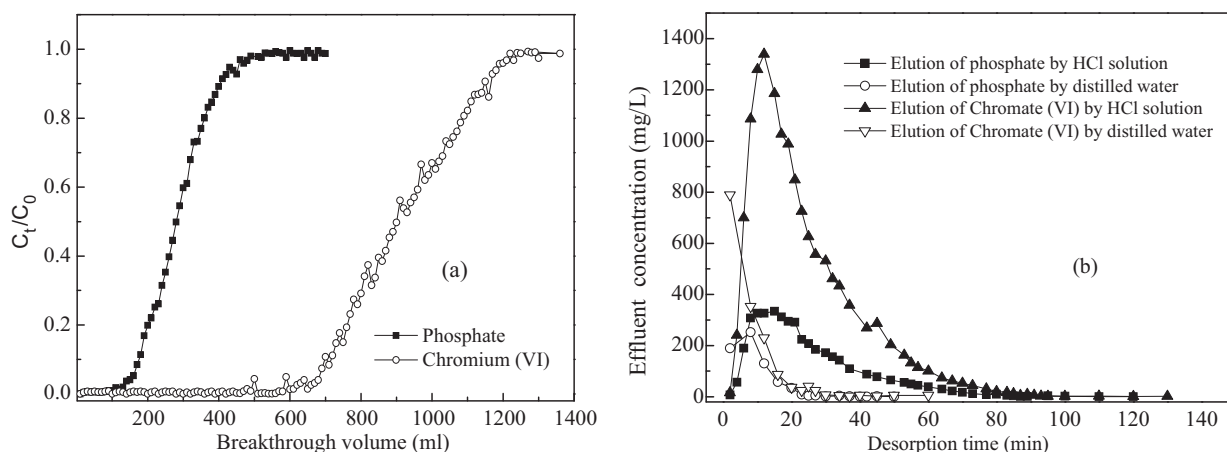 1.0
0.8
0.6
0.4
0.2
0.0
C_t/C_0
(a)
Phosphate
Chromium (VI)
200 400 600 800 1000 1200 1400
Breakthrough volume (ml)
1400
1200
1000
800
600
400
200
0
Effluent concentration (mg/L)
Elution of phosphate by HCl solution
Elution of phosphate by distilled water
Elution of Chromate (VI) by HCl solution
Elution of Chromate (VI) by distilled water
(b)
0 20 40 60 80 100 120 140
Desorption time (min)